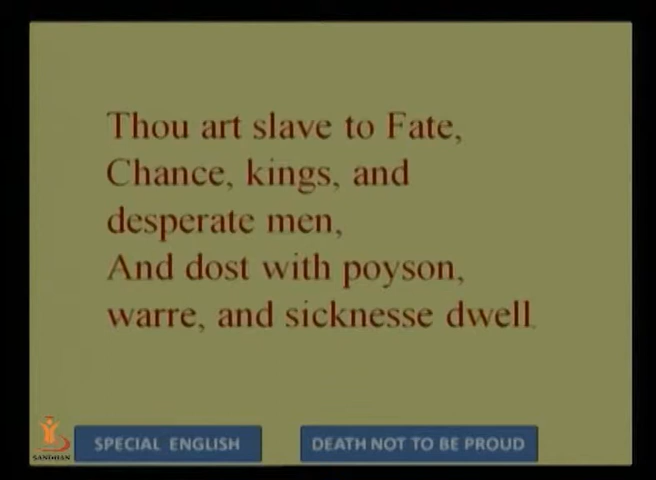 Thou art slave to Fate,
Chance, kings, and
desperate men,
And dost with poyson,
warre, and sicknesse dwell.
SANDHAN
SPECIAL ENGLISH
DEATH NOT TO BE PROUD